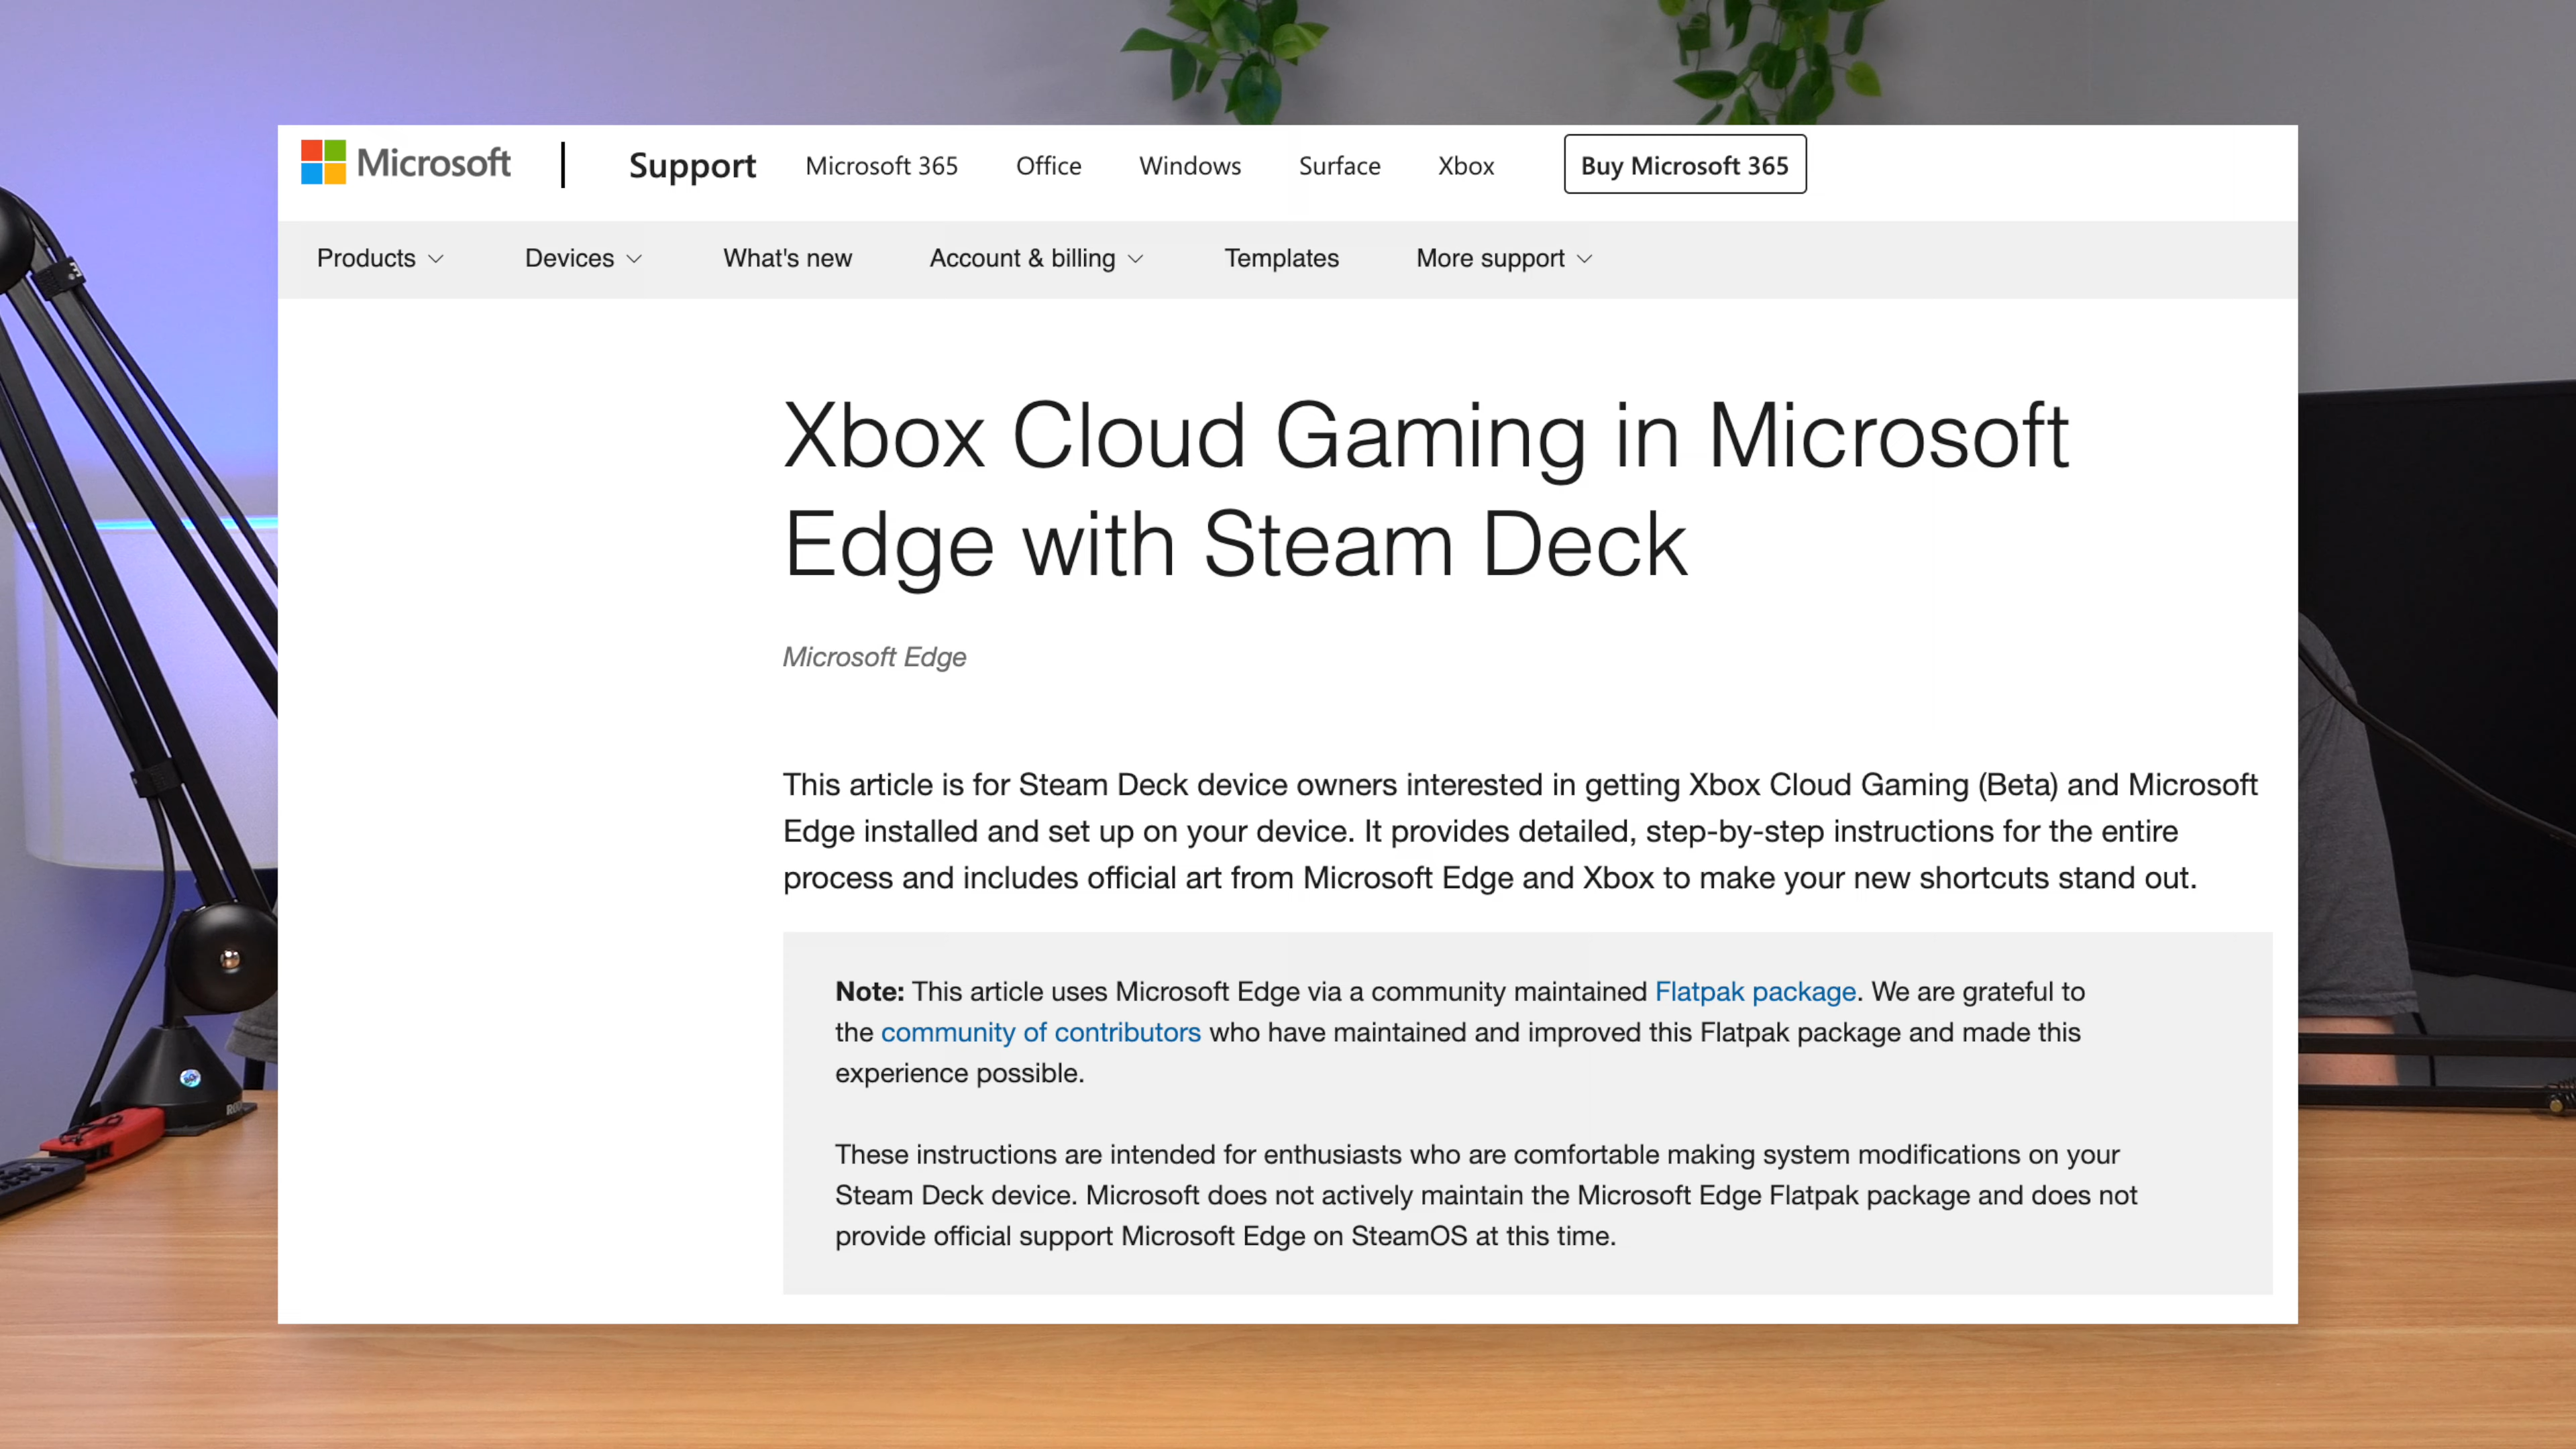 Microsoft
Support
Microsoft 365
Office
Windows
Surface
Xbox
Buy Microsoft 365
Products
Devices
What's new
Account & billing
Templates
More support
Xbox Cloud Gaming in Microsoft
Edge with Steam Deck
Microsoft Edge
This article is for Steam Deck device owners interested in getting Xbox Cloud Gaming (Beta) and Microsoft
Edge installed and set up on your device. It provides detailed, step-by-step instructions for the entire
process and includes official art from Microsoft Edge and Xbox to make your new shortcuts stand out.
Note: This article uses Microsoft Edge via a community maintained Flatpak package. We are grateful to
the community of contributors who have maintained and improved this Flatpak package and made this
experience possible.
These instructions are intended for enthusiasts who are comfortable making system modifications on your
Steam Deck device. Microsoft does not actively maintain the Microsoft Edge Flatpak package and does not
provide official support Microsoft Edge on SteamOS at this time.